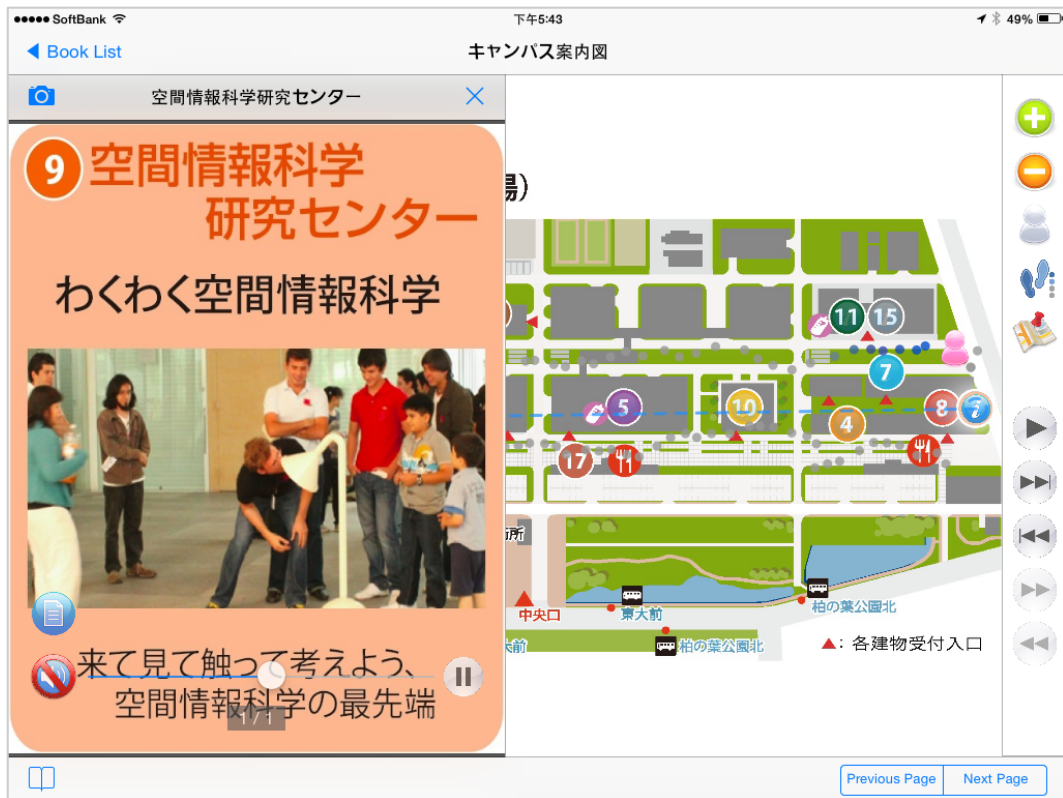 ●●●●● SoftBank
下午5:43
49%
Book List
キャンパス案内図
空間情報科学研究センター
9 空間情報科学
研究センター
わくわく空間情報科学
来て見て触って考えよう、
空間情報科学の最先端
1/1
場)
11 15
7
5 10 4 8 i
17
所
中央口
東大前
柏の葉公園北
大前
柏の葉公園北
▲: 各建物受付入口
Previous Page
Next Page